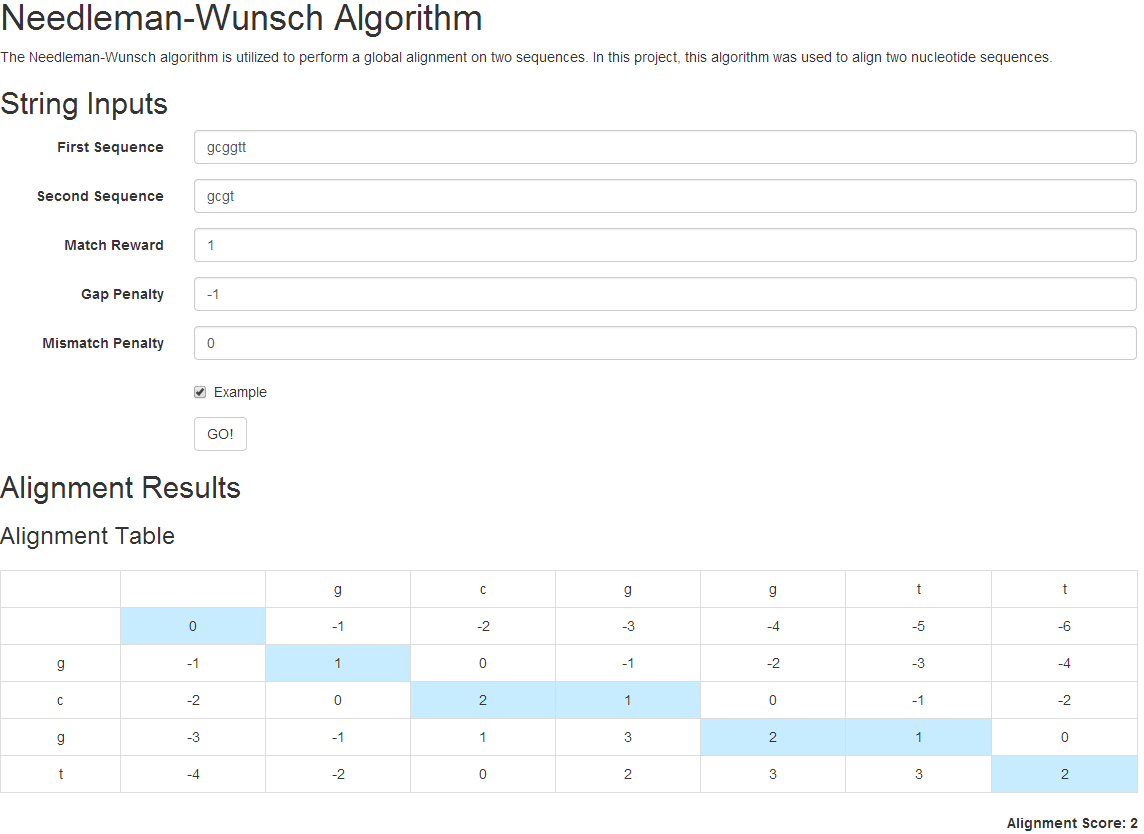 Needleman-Wunsch Algorithm
The Needleman-Wunsch algorithm is utilized to perform a global alignment on two sequences. In this project, this algorithm was used to align two nucleotide sequences.
String Inputs
First Sequence gcggtt
Second Sequence gcgt
Match Reward 1
Gap Penalty -1
Mismatch Penalty 0
Example
GO!
Alignment Results
Alignment Table
g c g g t t
0 -1 -2 -3 -4 -5 -6
g -1 1 0 -1 -2 -3 -4
c -2 0 2 1 0 -1 -2
g -3 -1 1 3 2 1 0
t -4 -2 0 2 3 3 2
Alignment Score: 2